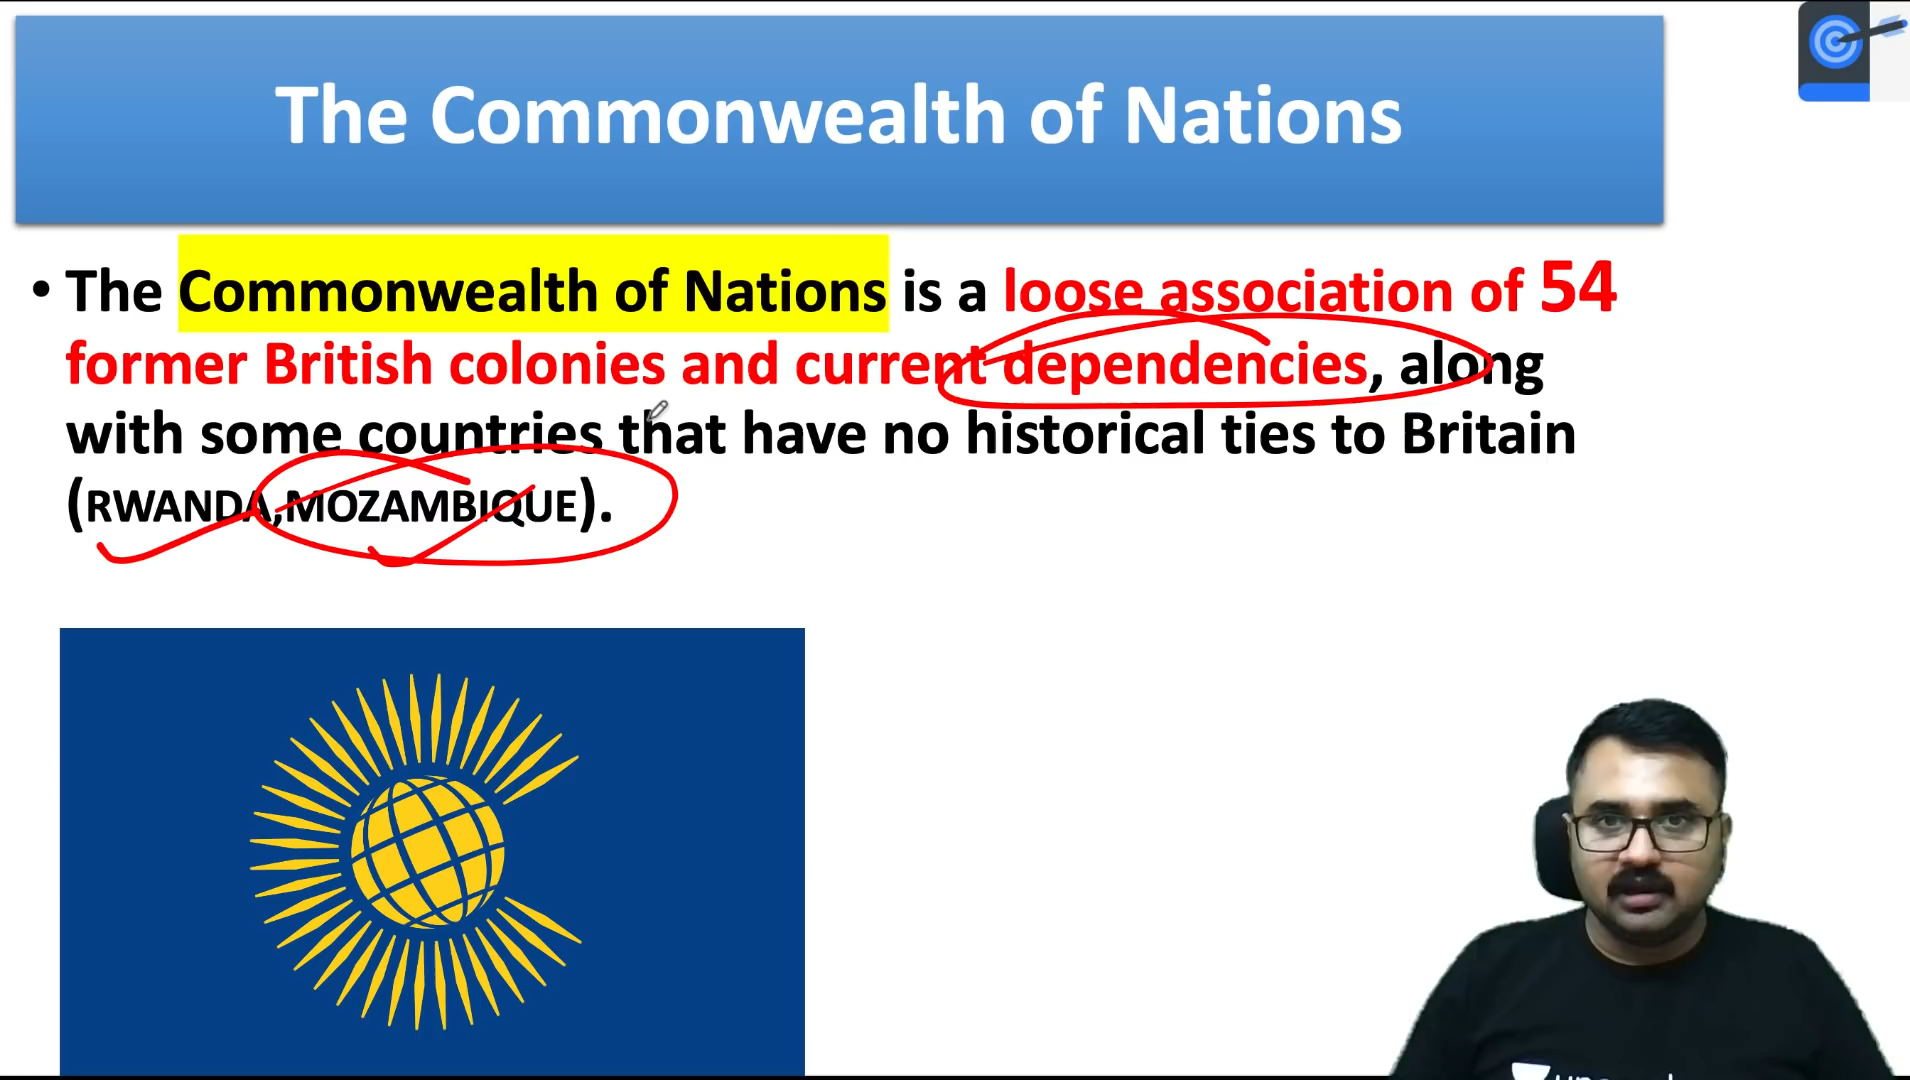 The Commonwealth of Nations
• The Commonwealth of Nations is a loose association of 54
former British colonies and current dependencies, along
with some countries that have no historical ties to Britain
(RWANDA,MOZAMBIQUE).